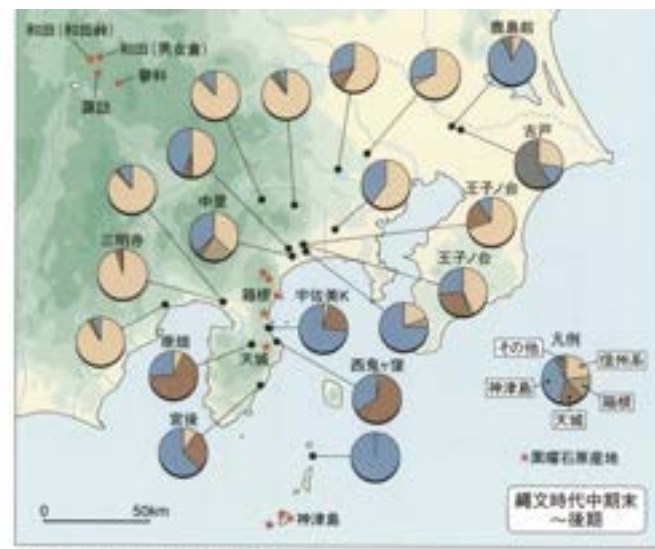 和田(和田峠)
和田(男女倉)
諏訪
蓼科
鹿島前
古戸
王子ノ台
王子ノ台
中里
三明寺
箱根
宇佐美K
天城
西鬼ヶ窪
宮後
神津島
凡例
その他
信州系
神津島
箱根
天城
黒曜石原産地
0
50km
縄文時代中期末
～後期